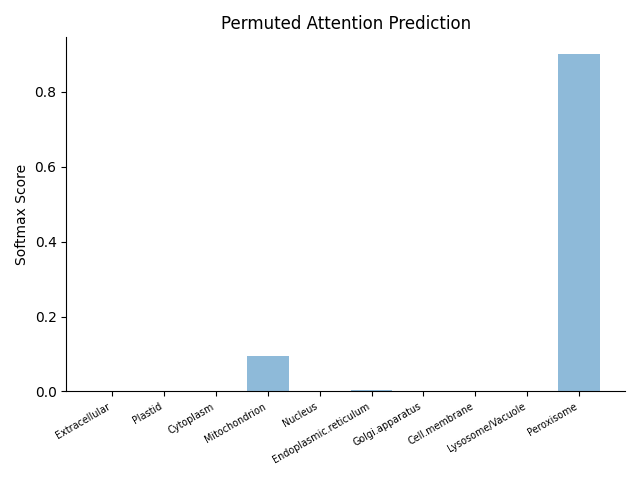 Permuted Attention Prediction
Softmax Score
0.8
0.6
0.4
0.2
0.0
Extracellular
Plastid
Cytoplasm
Mitochondrion
Nucleus
Endoplasmic.reticulum
Golgi.apparatus
Cell.membrane
Lysosome/Vacuole
Peroxisome